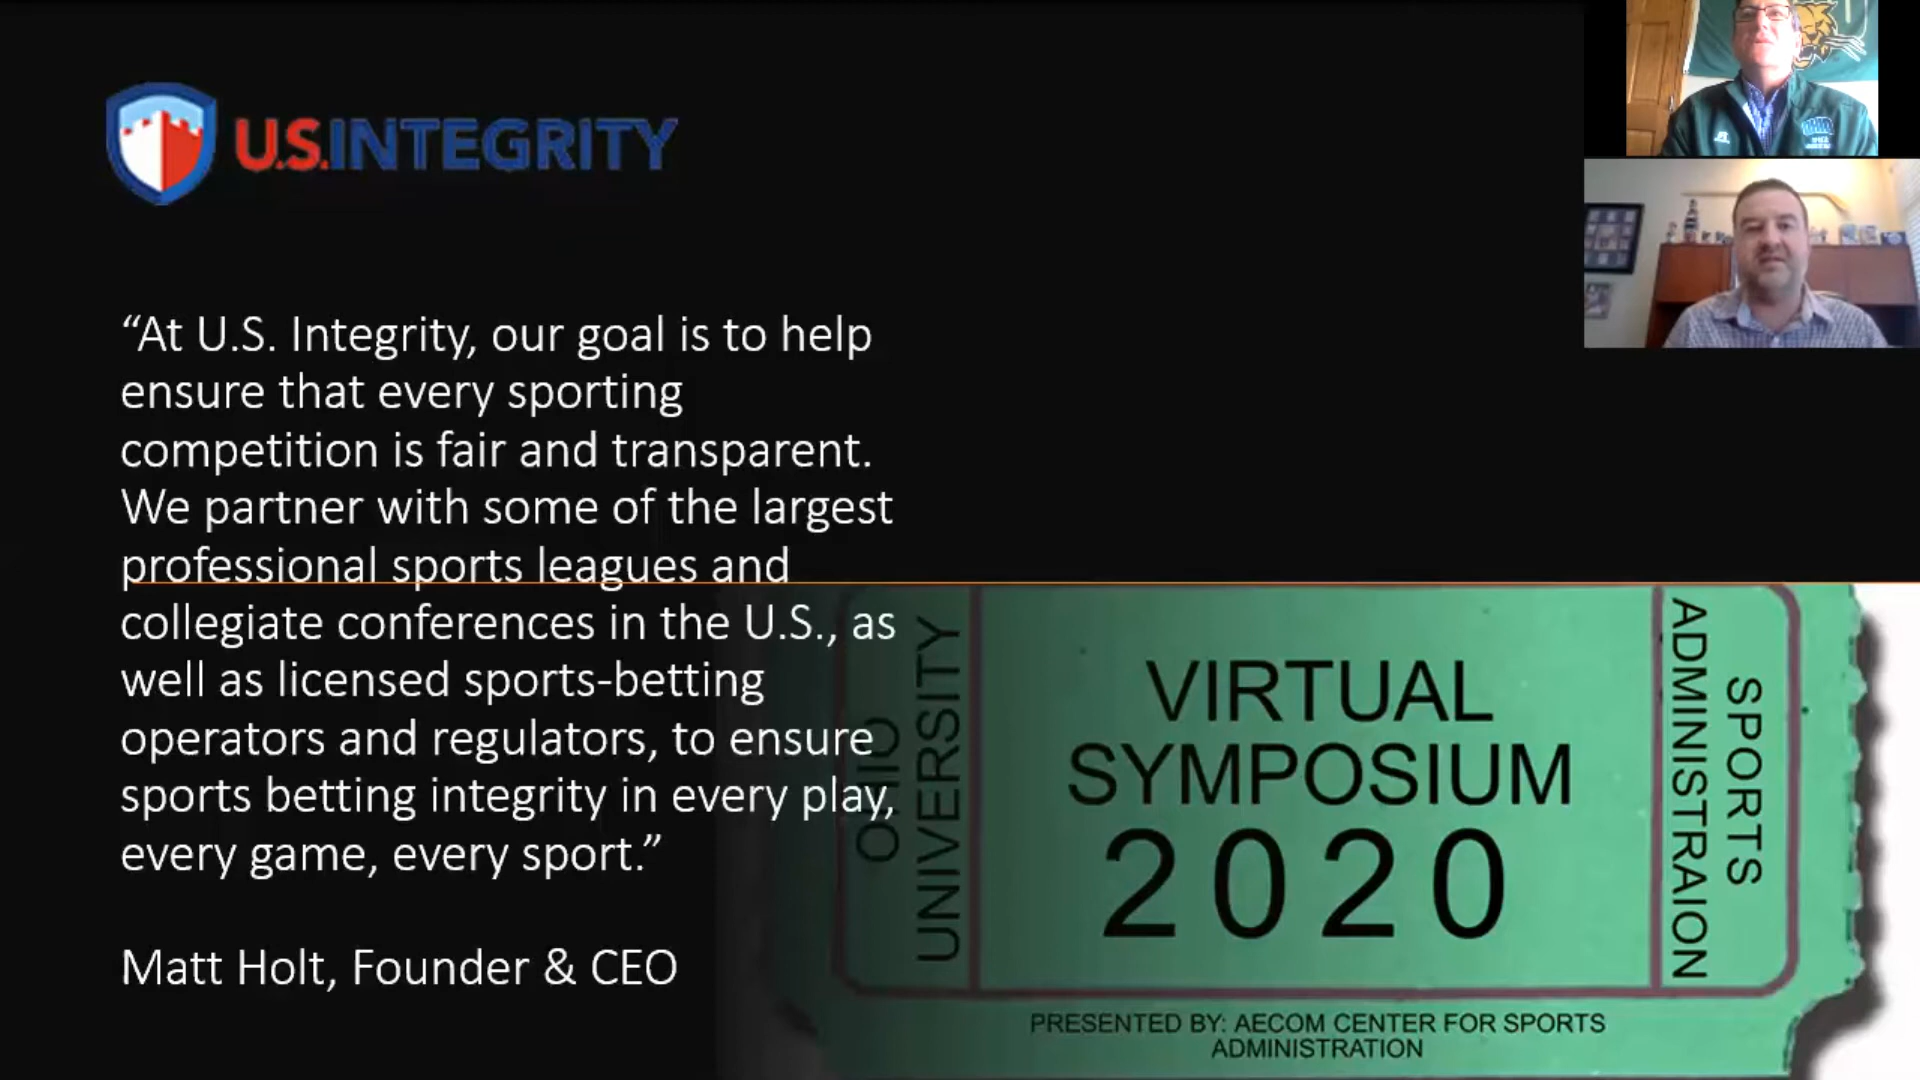 U.S.INTEGRITY
“At U.S. Integrity, our goal is to help
ensure that every sporting
competition is fair and transparent.
We partner with some of the largest
professional sports leagues and
collegiate conferences in the U.S., as
well as licensed sports-betting
operators and regulators, to ensure
sports betting integrity in every play,
every game, every sport.”
Matt Holt, Founder & CEO
OHIO
UNIVERSITY
VIRTUAL
SYMPOSIUM
2020
SPORTS
ADMINISTRAION
PRESENTED BY: AECOM CENTER FOR SPORTS
ADMINISTRATION
OHIO